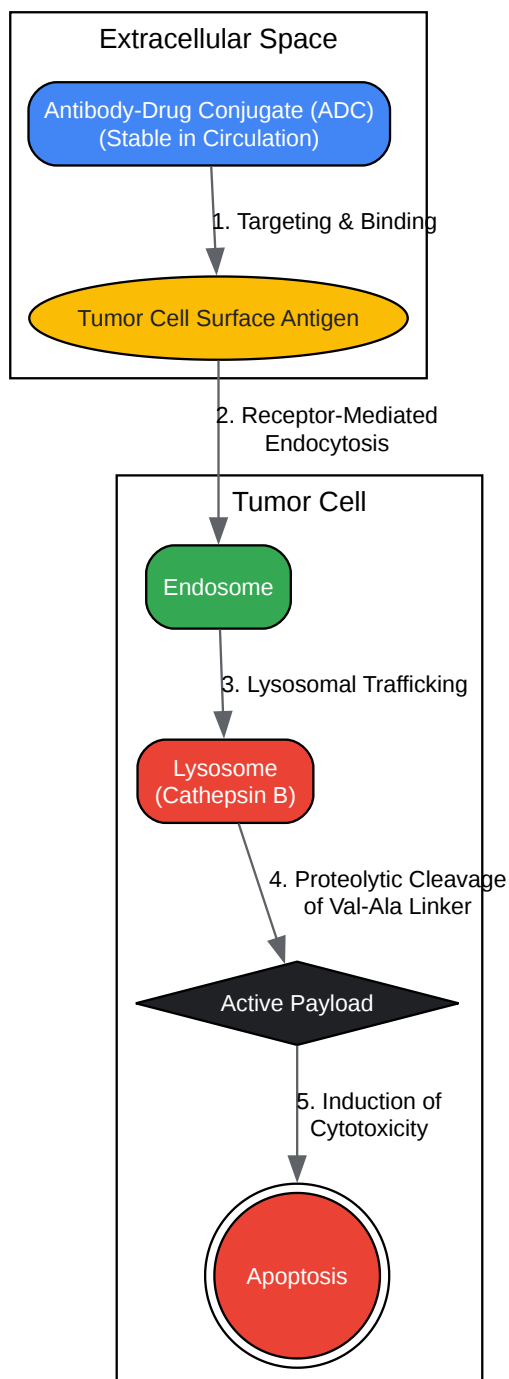 Extracellular Space
Antibody-Drug Conjugate (ADC)
(Stable in Circulation)
1. Targeting & Binding
Tumor Cell Surface Antigen
2. Receptor-Mediated
Endocytosis
Tumor Cell
Endosome
3. Lysosomal Trafficking
Lysosome
(Cathepsin B)
4. Proteolytic Cleavage
of Val-Ala Linker
Active Payload
5. Induction of
Cytotoxicity
Apoptosis